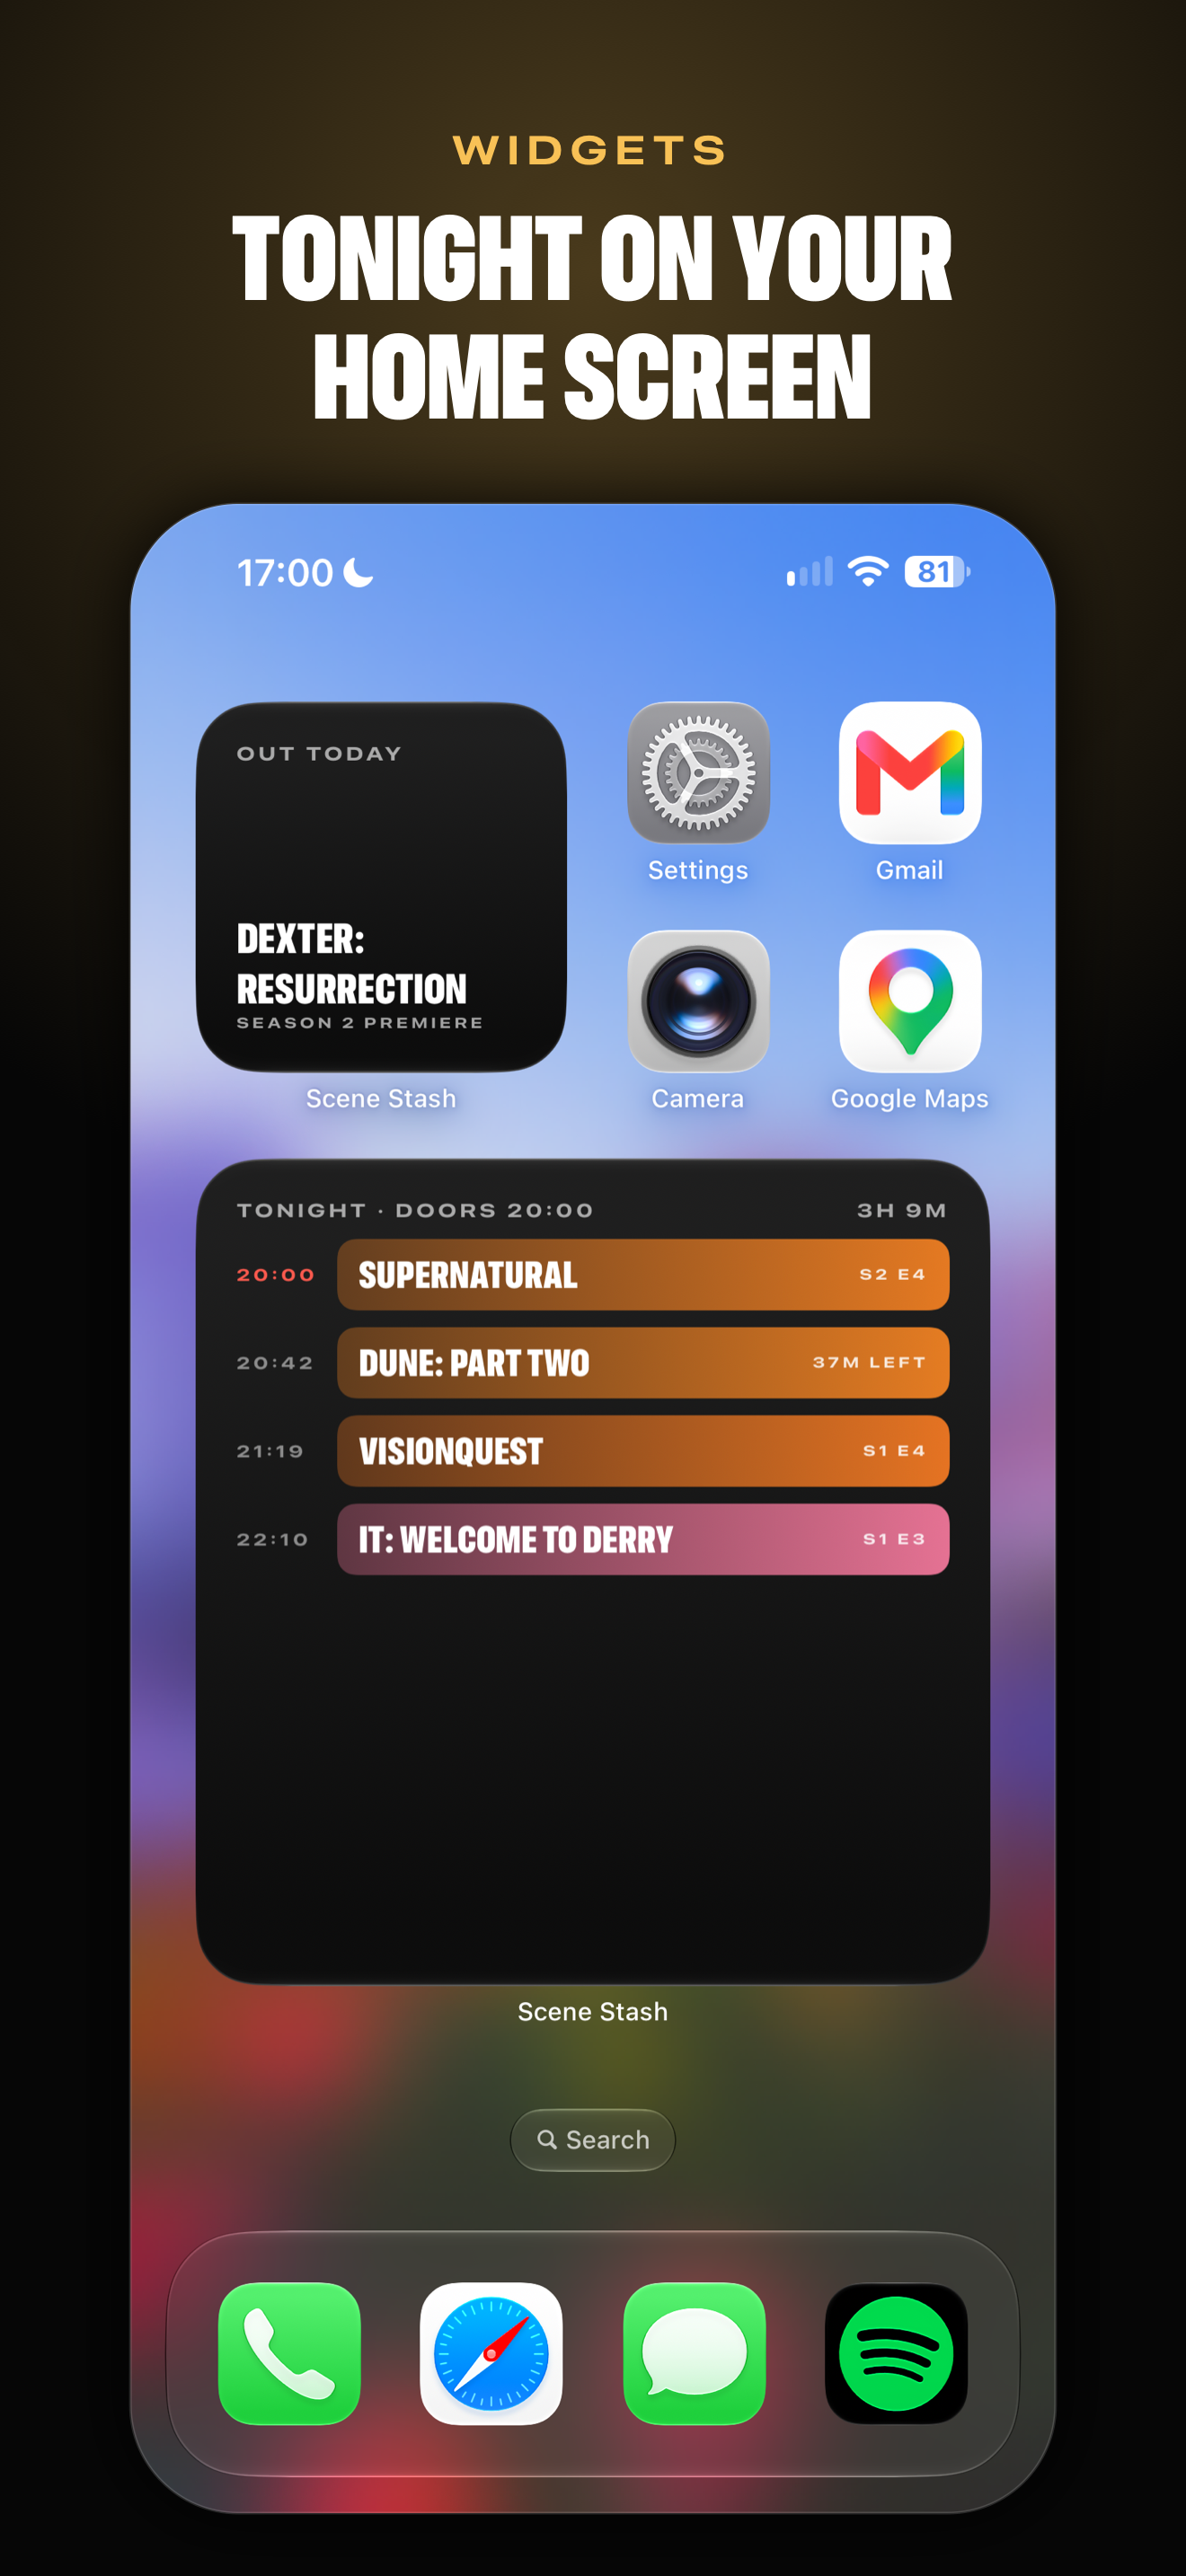 WIDGETS
TONIGHT ON YOUR
HOME SCREEN
17:00
81
OUT TODAY
DEXTER:
RESURRECTION
SEASON 2 PREMIERE
Scene Stash
Settings
Gmail
Camera
Google Maps
TONIGHT · DOORS 20:00 3H 9M
20:00 SUPERNATURAL S2 E4
20:42 DUNE: PART TWO 37M LEFT
21:19 VISIONQUEST S1 E4
22:10 IT: WELCOME TO DERRY S1 E3
Scene Stash
Search